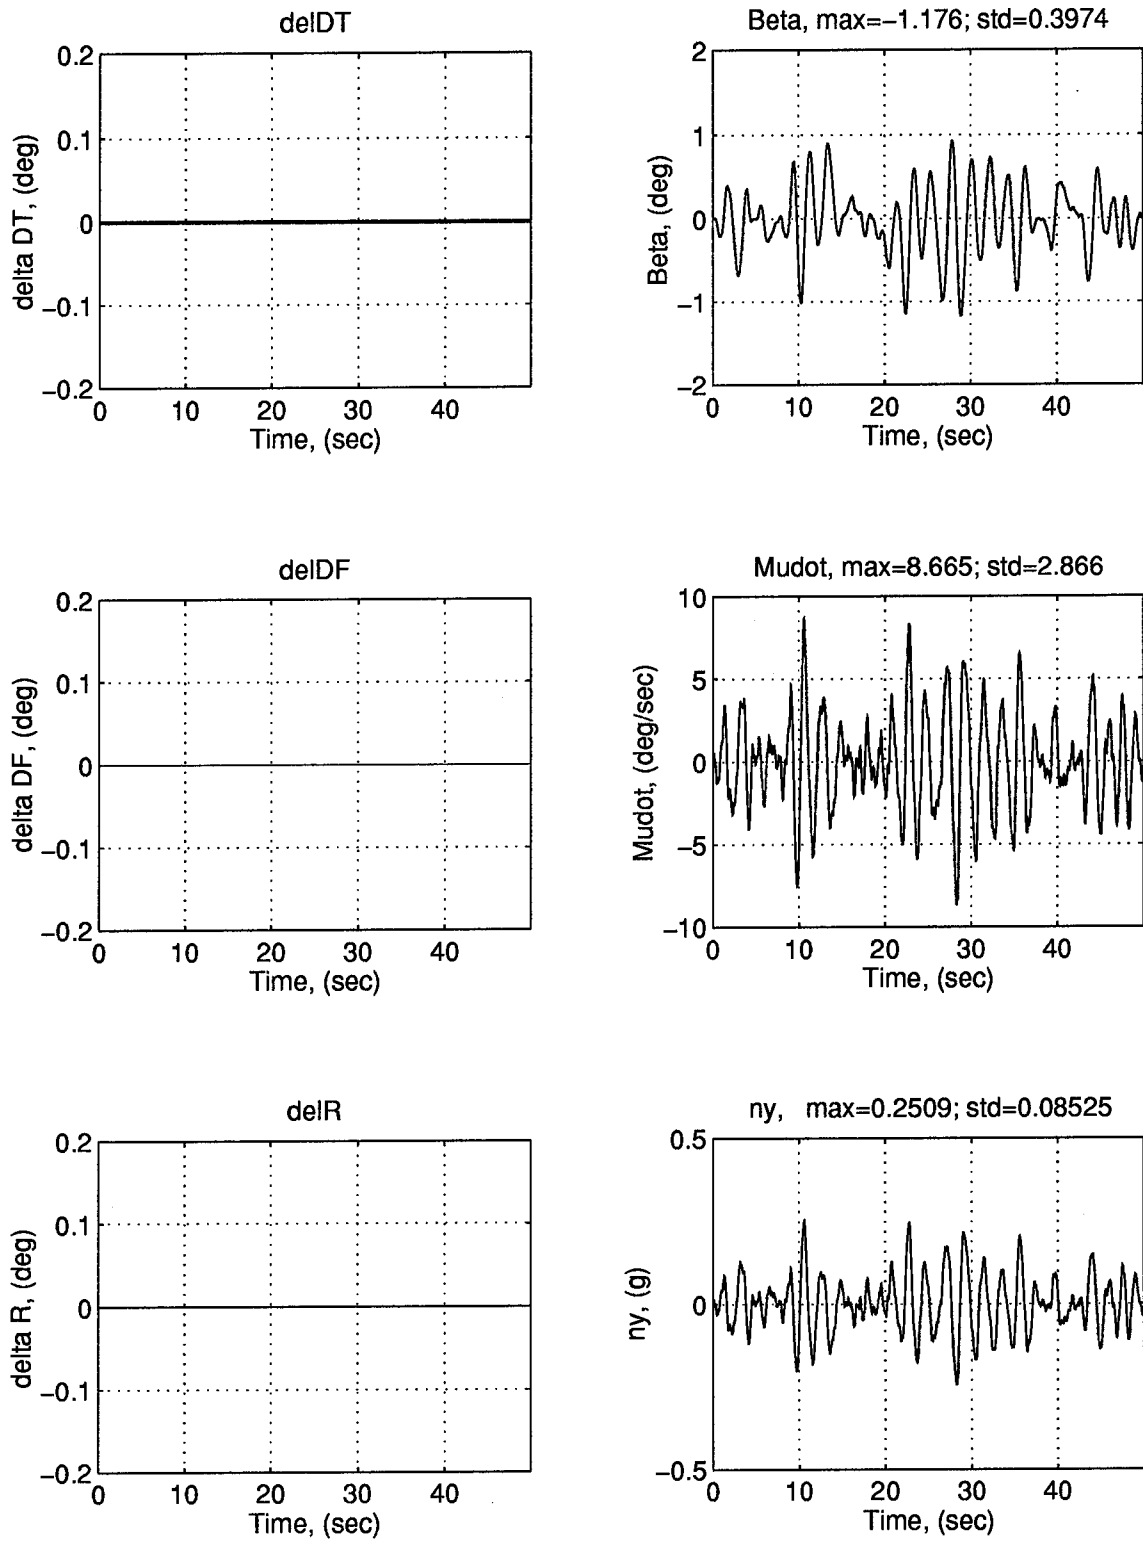 delDT
0.2
0.1
0
−0.1
−0.2
delta DT, (deg)
0 10 20 30 40
Time, (sec)
Beta, max=−1.176; std=0.3974
2
1
0
−1
−2
Beta, (deg)
0 10 20 30 40
Time, (sec)
delDF
0.2
0.1
0
−0.1
−0.2
delta DF, (deg)
0 10 20 30 40
Time, (sec)
Mudot, max=8.665; std=2.866
10
5
0
−5
−10
Mudot, (deg/sec)
0 10 20 30 40
Time, (sec)
delR
0.2
0.1
0
−0.1
−0.2
delta R, (deg)
0 10 20 30 40
Time, (sec)
ny, max=0.2509; std=0.08525
0.5
0
−0.5
ny, (g)
0 10 20 30 40
Time, (sec)